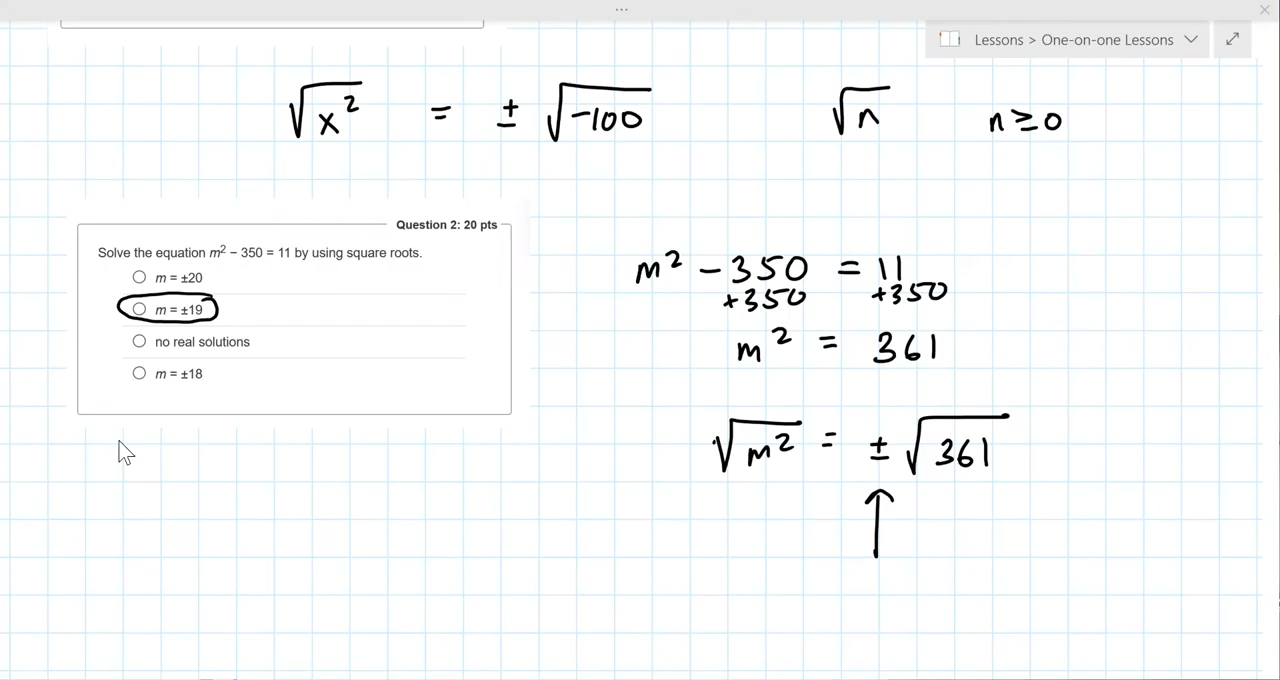 Lessons > One-on-one Lessons
√x² = ± √-100
√n n ≥ 0
Question 2: 20 pts
Solve the equation m² − 350 = 11 by using square roots.
m = ±20
m = ±19
no real solutions
m = ±18
m² - 350 = 11
+350 +350
m² = 361
√m² = ± √361